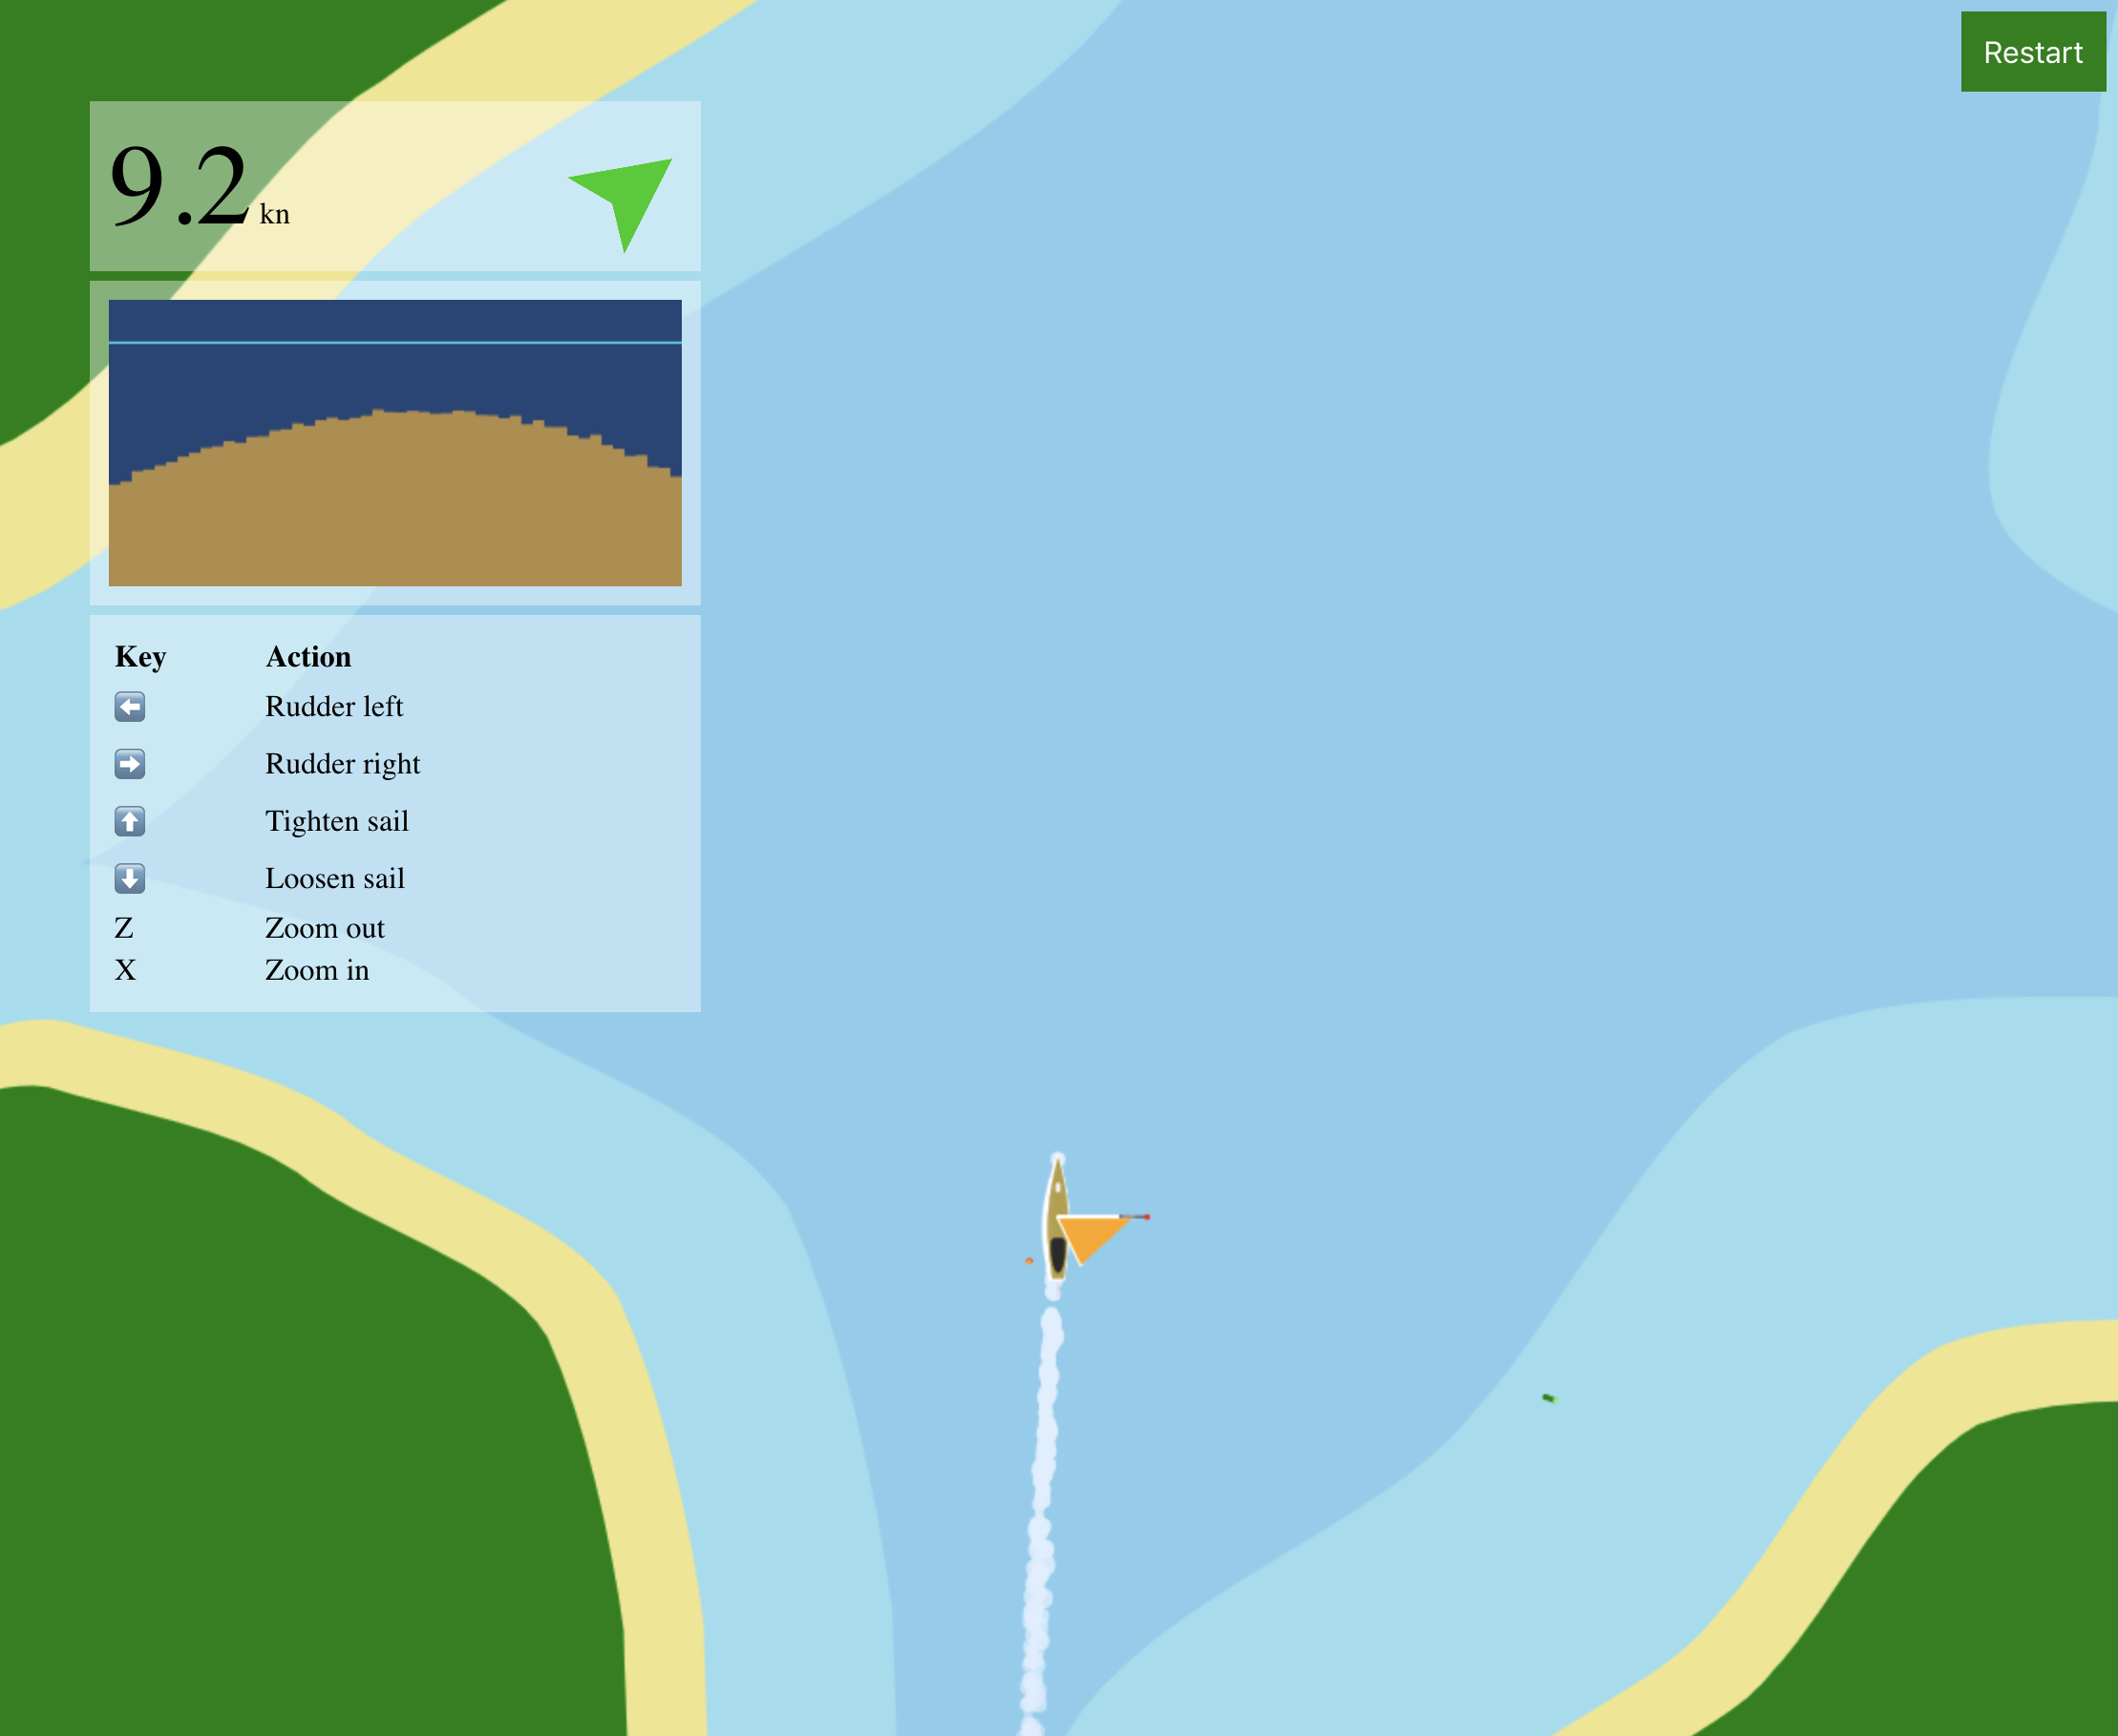 Restart
9.2 kn
Key Action
⬅ Rudder left
➡ Rudder right
⬆ Tighten sail
⬇ Loosen sail
Z Zoom out
X Zoom in